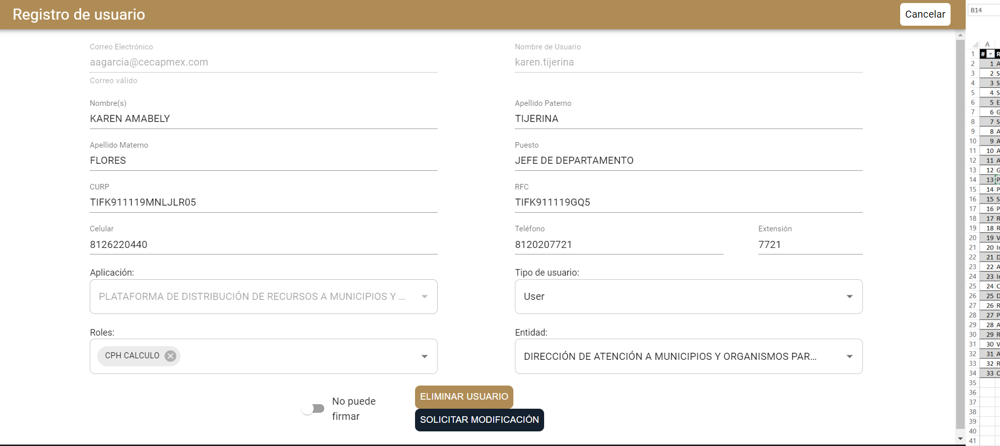 Registro de usuario
Cancelar
Correo Electrónico
aagarcia@cecapmex.com
Correo válido
Nombre de Usuario
karen.tijerina
Nombre(s)
KAREN AMABELY
Apellido Paterno
TIJERINA
Apellido Materno
FLORES
Puesto
JEFE DE DEPARTAMENTO
CURP
TIFK911119MNLJLR05
RFC
TIFK911119GQ5
Celular
8126220440
Teléfono
8120207721
Extensión
7721
Aplicación:
PLATAFORMA DE DISTRIBUCIÓN DE RECURSOS A MUNICIPIOS Y ...
Tipo de usuario:
User
Roles:
CPH CALCULO
Entidad:
DIRECCIÓN DE ATENCIÓN A MUNICIPIOS Y ORGANISMOS PAR...
No puede
firmar
ELIMINAR USUARIO
SOLICITAR MODIFICACIÓN
B14
A
1 #
2 1 A
3 2 S
4 3 S
5 4 S
6 5 E
7 6 G
8 7 S
9 8 A
10 9 A
11 10 A
12 11 A
13 12 G
14 13 P
15 14 P
16 15 S
17 16 P
18 17 R
19 18 R
20 19 V
21 20
22 21 D
23 22 A
24 23
25 24 C
26 25 D
27 26 R
28 27 P
29 28 A
30 29 R
31 30 V
32 31 A
33 32 R
34 33
35
36
37
38
39
40
41